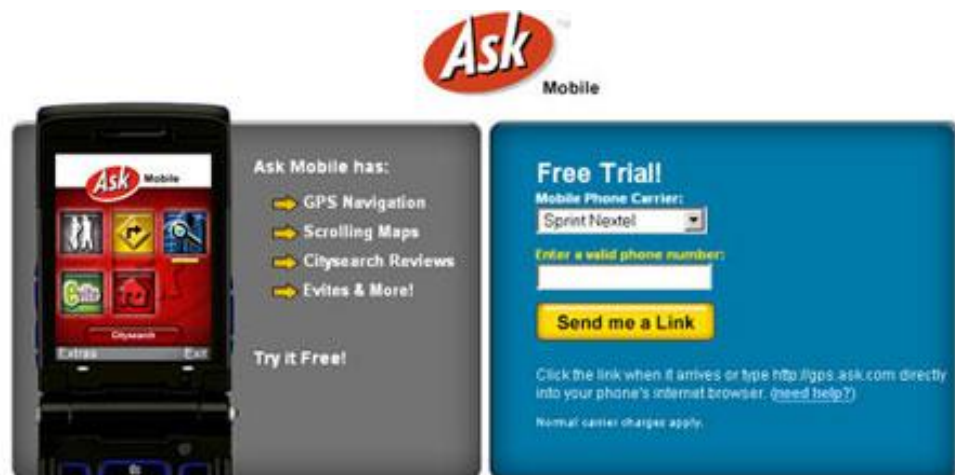 Ask
Mobile
Ask Mobile
Extras
Citysearch
Exit
Ask Mobile has:
GPS Navigation
Scrolling Maps
Citysearch Reviews
Evites & More!
Try it Free!
Free Trial!
Mobile Phone Carrier:
Sprint Nextel
Enter a valid phone number:
Send me a Link
Click the link when it arrives or type http://gps.ask.com directly
into your phone's internet browser. (need help?)
Normal carrier charges apply.